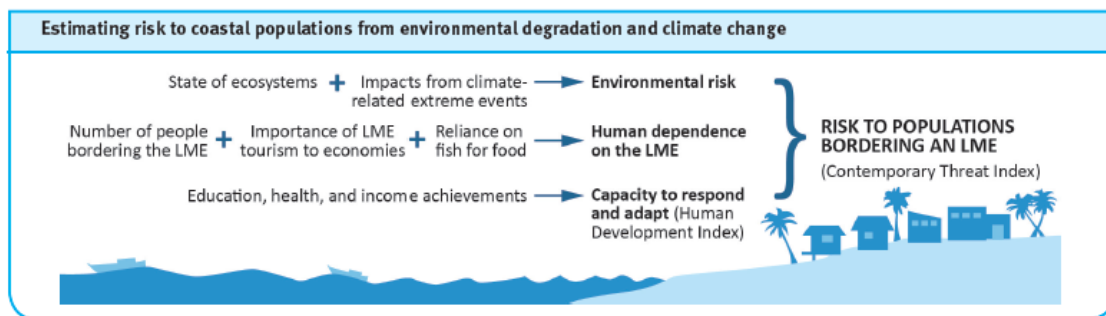 Estimating risk to coastal populations from environmental degradation and climate change
State of ecosystems + Impacts from climate-
related extreme events
Environmental risk
Number of people
bordering the LME
+
Importance of LME
tourism to economies
+
Reliance on
fish for food
Human dependence
on the LME
Education, health, and income achievements
Capacity to respond
and adapt (Human
Development Index)
RISK TO POPULATIONS
BORDERING AN LME
(Contemporary Threat Index)